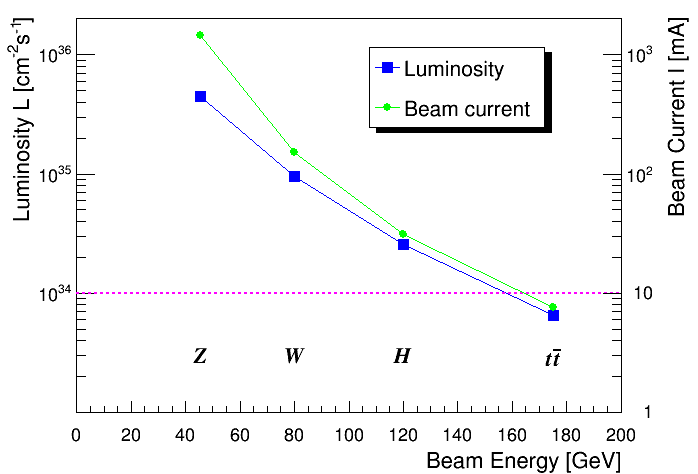 Luminosity L [cm⁻²s⁻¹]
Beam Current I [mA]
10³⁶
10³⁵
10³⁴
10³
10²
10
1
Luminosity
Beam current
Z W H tt̄
0 20 40 60 80 100 120 140 160 180 200
Beam Energy [GeV]